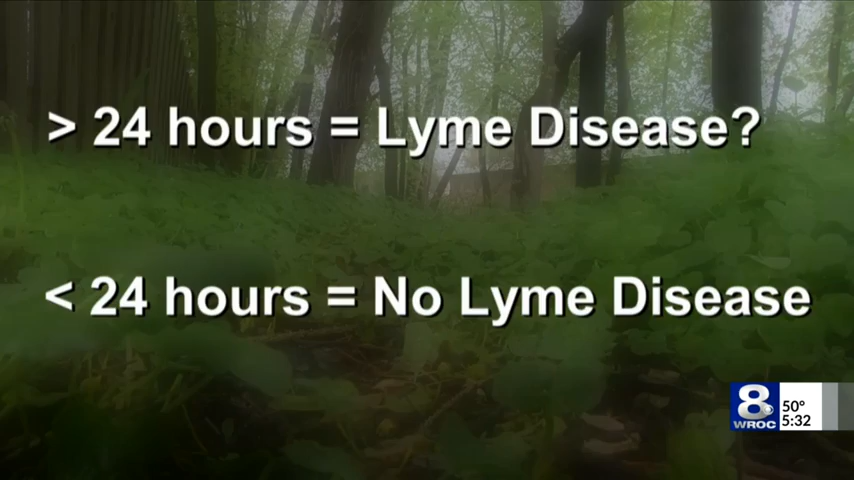 > 24 hours = Lyme Disease?
< 24 hours = No Lyme Disease
8
WROC
50°
5:32